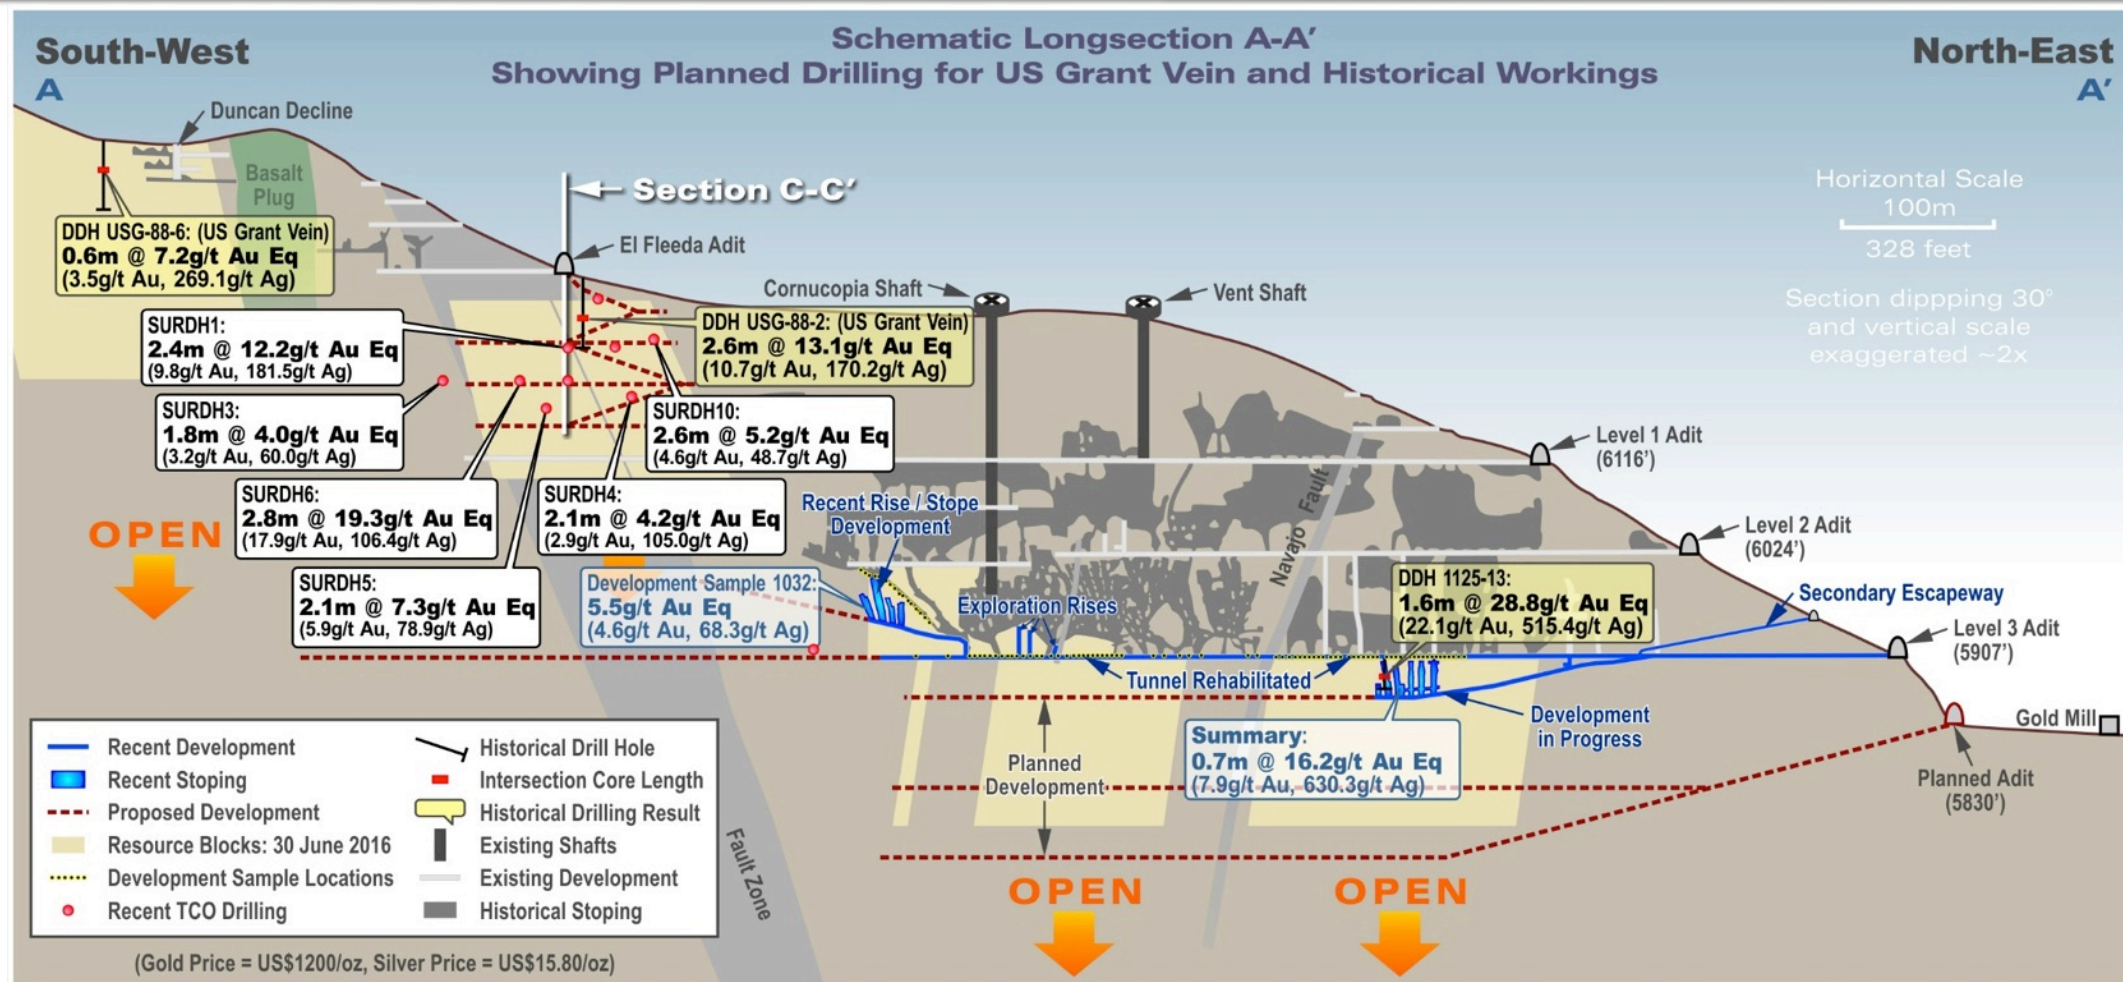 Schematic Longsection A-A′
Showing Planned Drilling for US Grant Vein and Historical Workings
South-West
A
North-East
A′
Duncan Decline
Basalt
Plug
Section C-C′
El Fleeda Adit
Horizontal Scale
100m
328 feet
Section dippping 30°
and vertical scale
exaggerated ~2x
DDH USG-88-6: (US Grant Vein)
0.6m @ 7.2g/t Au Eq
(3.5g/t Au, 269.1g/t Ag)
Cornucopia Shaft
Vent Shaft
SURDH1:
2.4m @ 12.2g/t Au Eq
(9.8g/t Au, 181.5g/t Ag)
DDH USG-88-2: (US Grant Vein)
2.6m @ 13.1g/t Au Eq
(10.7g/t Au, 170.2g/t Ag)
SURDH3:
1.8m @ 4.0g/t Au Eq
(3.2g/t Au, 60.0g/t Ag)
SURDH10:
2.6m @ 5.2g/t Au Eq
(4.6g/t Au, 48.7g/t Ag)
Level 1 Adit
(6116')
SURDH6:
2.8m @ 19.3g/t Au Eq
(17.9g/t Au, 106.4g/t Ag)
SURDH4:
2.1m @ 4.2g/t Au Eq
(2.9g/t Au, 105.0g/t Ag)
Recent Rise / Stope
Development
Navajo Fault
Level 2 Adit
(6024')
OPEN
SURDH5:
2.1m @ 7.3g/t Au Eq
(5.9g/t Au, 78.9g/t Ag)
Development Sample 1032:
5.5g/t Au Eq
(4.6g/t Au, 68.3g/t Ag)
Exploration Rises
DDH 1125-13:
1.6m @ 28.8g/t Au Eq
(22.1g/t Au, 515.4g/t Ag)
Secondary Escapeway
Level 3 Adit
(5907')
Tunnel Rehabilitated
Development
in Progress
Gold Mill
Summary:
0.7m @ 16.2g/t Au Eq
(7.9g/t Au, 630.3g/t Ag)
Planned
Development
Planned Adit
(5830')
Recent Development
Recent Stoping
Proposed Development
Resource Blocks: 30 June 2016
Development Sample Locations
Recent TCO Drilling
Historical Drill Hole
Intersection Core Length
Historical Drilling Result
Existing Shafts
Existing Development
Historical Stoping
Fault Zone
OPEN
OPEN
(Gold Price = US$1200/oz, Silver Price = US$15.80/oz)